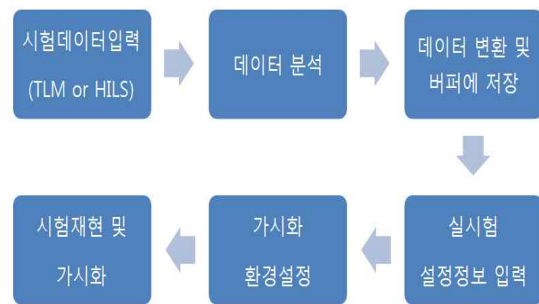 시험데이터입력
(TLM or HILS)
데이터 분석
데이터 변환 및
버퍼에 저장
실시험
설정정보 입력
가시화
환경설정
시험재현 및
가시화